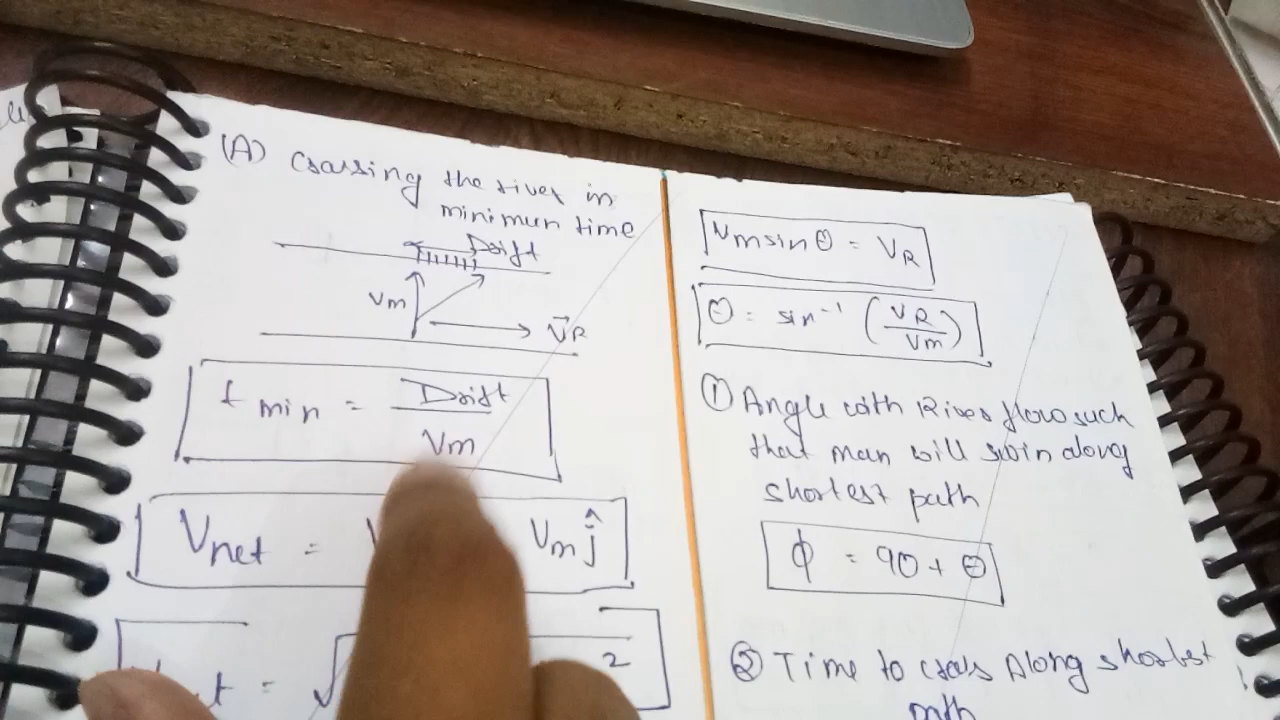 (A) Crossing the river in
minimum time
Drift
Vm
V⃗R
t min = Drift / Vm
Vnet = Vm ĵ
t = √ 2
Vm sin θ = VR
θ = sin⁻¹ (VR / Vm)
① Angle with River flow such
that man will swim along
shortest path
ϕ = 90 + θ
② Time to cross Along shortest
path